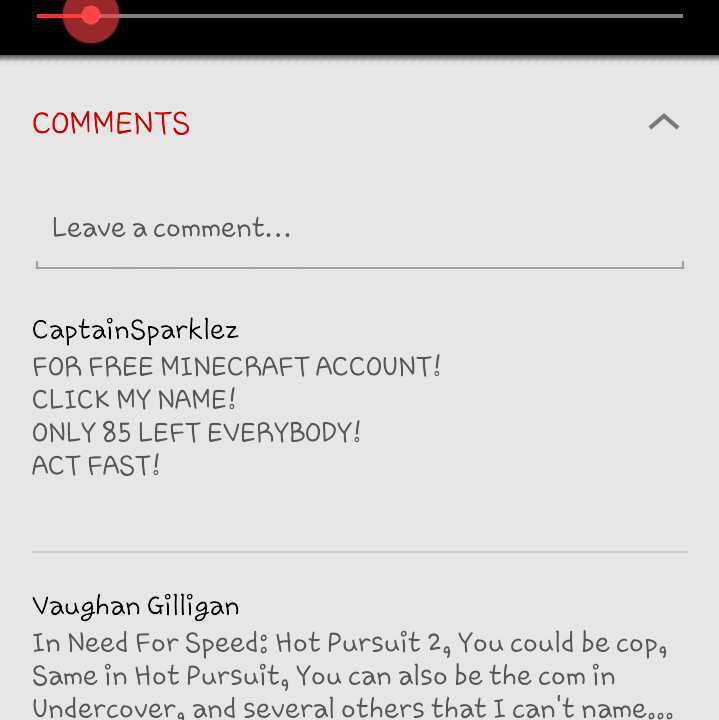 COMMENTS
Leave a comment...
CaptainSparklez
FOR FREE MINECRAFT ACCOUNT!
CLICK MY NAME!
ONLY 85 LEFT EVERYBODY!
ACT FAST!
Vaughan Gilligan
In Need For Speed: Hot Pursuit 2, You could be cop,
Same in Hot Pursuit, You can also be the com in
Undercover, and several others that I can't name...